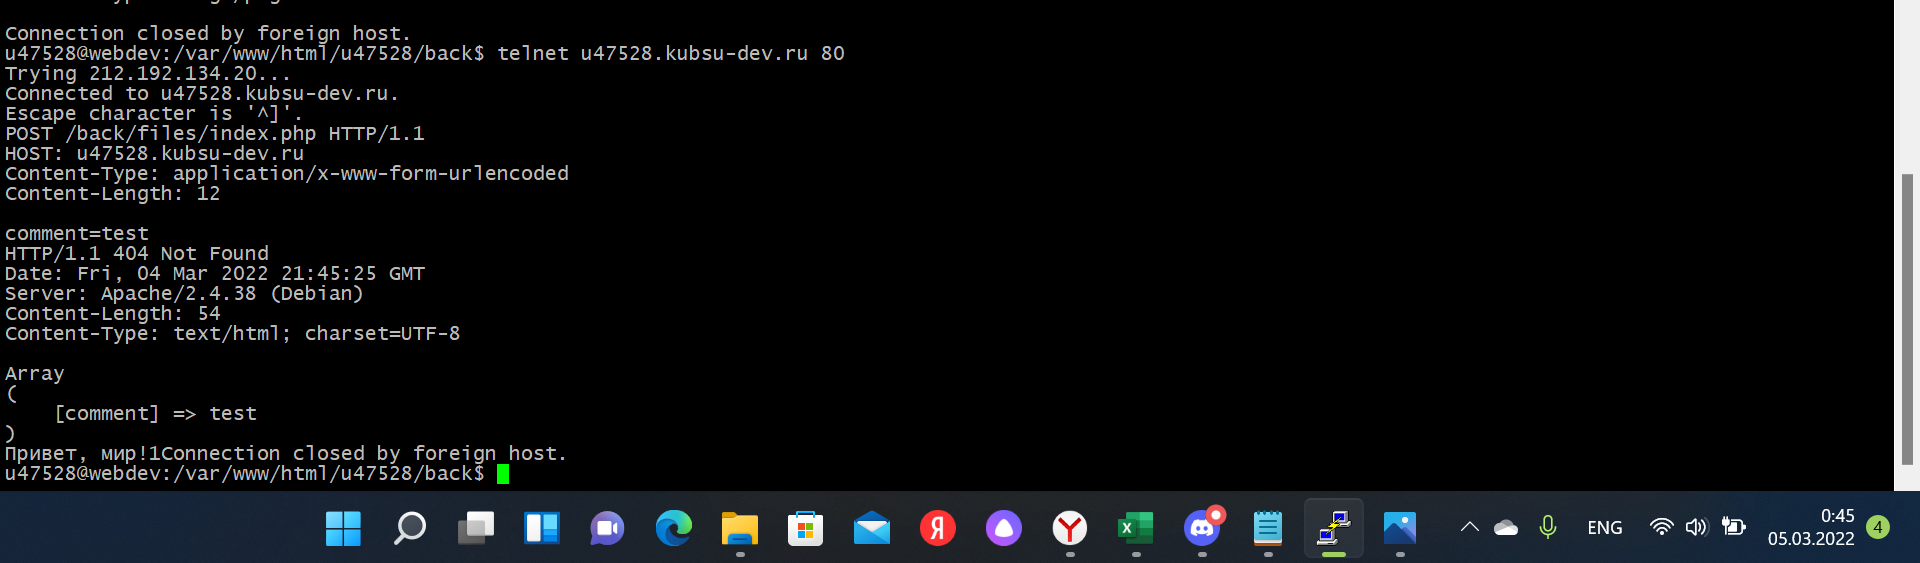 Connection closed by foreign host.
u47528@webdev:/var/www/html/u47528/back$ telnet u47528.kubsu-dev.ru 80
Trying 212.192.134.20...
Connected to u47528.kubsu-dev.ru.
Escape character is '^]'.
POST /back/files/index.php HTTP/1.1
HOST: u47528.kubsu-dev.ru
Content-Type: application/x-www-form-urlencoded
Content-Length: 12

comment=test
HTTP/1.1 404 Not Found
Date: Fri, 04 Mar 2022 21:45:25 GMT
Server: Apache/2.4.38 (Debian)
Content-Length: 54
Content-Type: text/html; charset=UTF-8

Array
(
    [comment] => test
)
Привет, мир!1Connection closed by foreign host.
u47528@webdev:/var/www/html/u47528/back$
ENG
0:45
05.03.2022
4